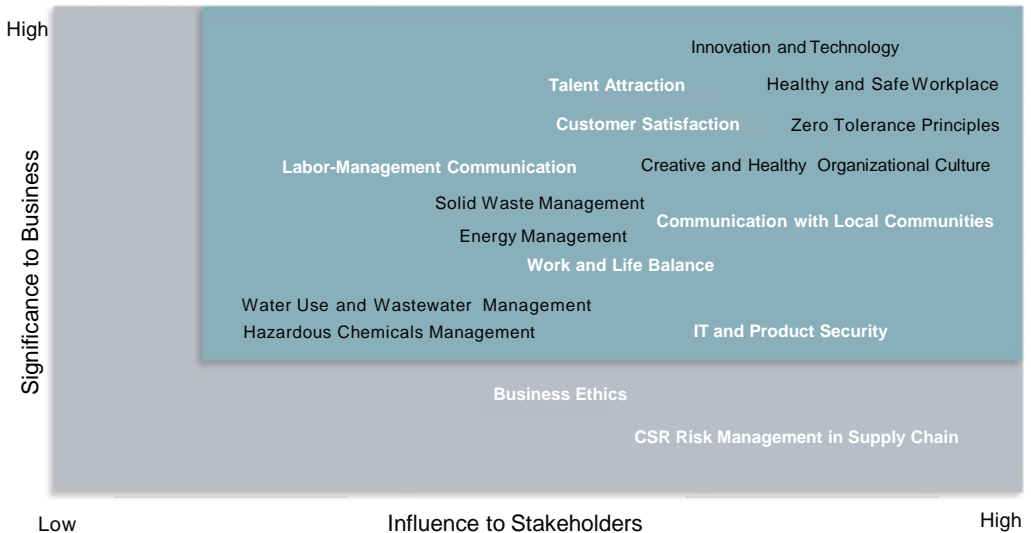 High
Innovation and Technology
Talent Attraction
Healthy and Safe Workplace
Customer Satisfaction
Zero Tolerance Principles
Labor-Management Communication
Creative and Healthy Organizational Culture
Solid Waste Management
Communication with Local Communities
Energy Management
Work and Life Balance
Water Use and Wastewater Management
Hazardous Chemicals Management
IT and Product Security
Business Ethics
CSR Risk Management in Supply Chain
Significance to Business
Low
Influence to Stakeholders
High